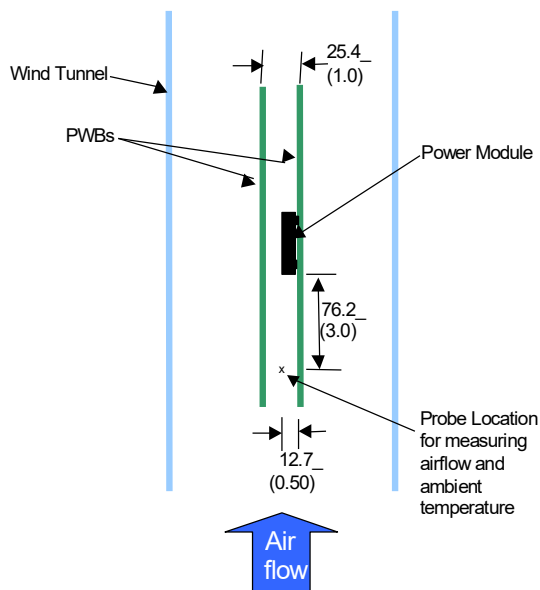 25.4_
(1.0)
Wind Tunnel
PWBs
Power Module
76.2_
(3.0)
x
Probe Location
for measuring
airflow and
ambient
temperature
12.7_
(0.50)
Air
flow